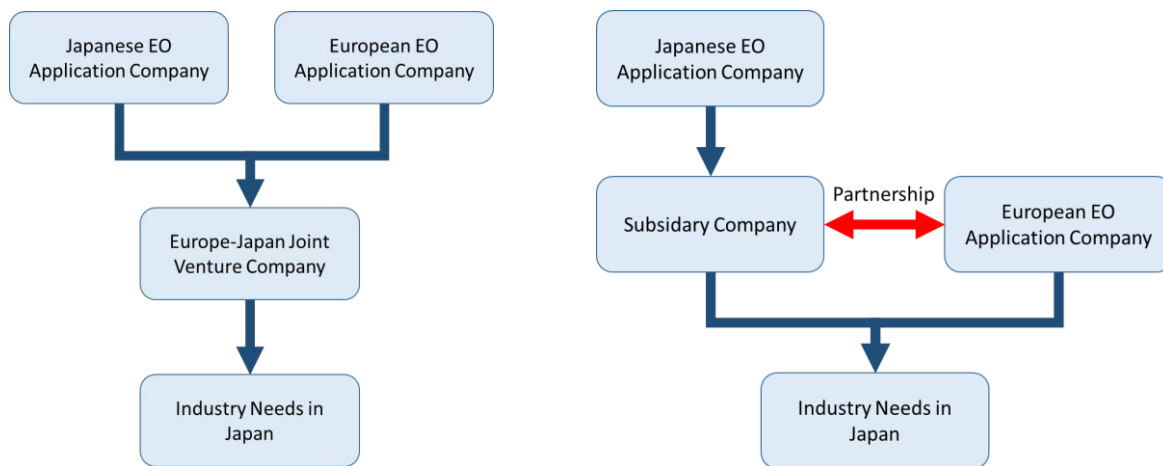 Japanese EO
Application Company
European EO
Application Company
Europe-Japan Joint
Venture Company
Industry Needs in
Japan
Japanese EO
Application Company
Subsidary Company
Partnership
European EO
Application Company
Industry Needs in
Japan